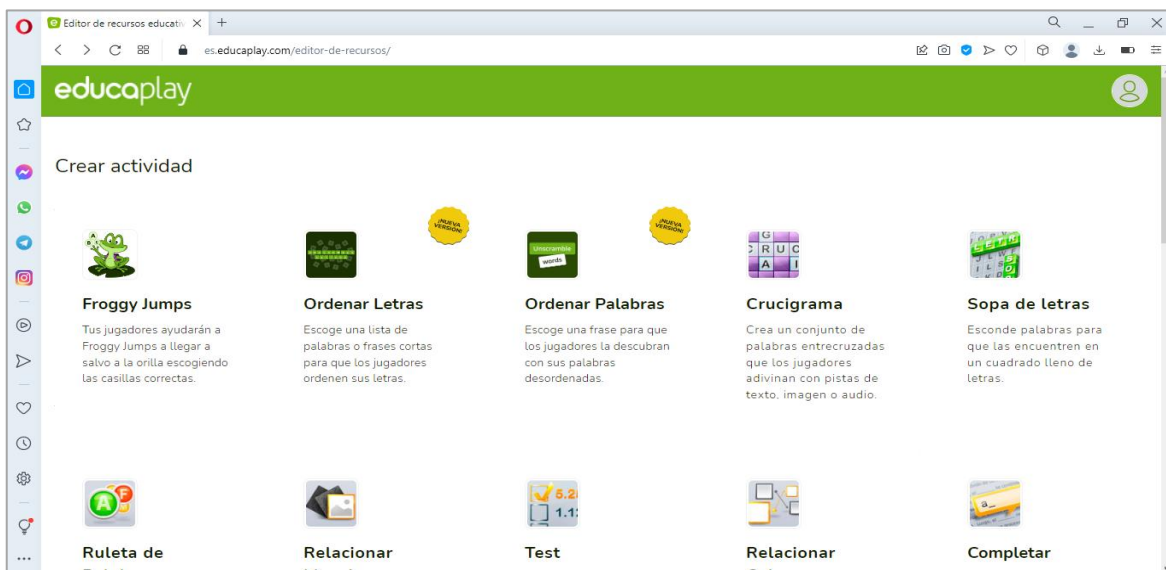 Editor de recursos educati
es.educaplay.com/editor-de-recursos/
educaplay
Crear actividad
¡NUEVA
VERSIÓN!
¡NUEVA
VERSIÓN!
Unscramble
words
Froggy Jumps
Tus jugadores ayudarán a
Froggy Jumps a llegar a
salvo a la orilla escogiendo
las casillas correctas.
Ordenar Letras
Escoge una lista de
palabras o frases cortas
para que los jugadores
ordenen sus letras.
Ordenar Palabras
Escoge una frase para que
los jugadores la descubran
con sus palabras
desordenadas.
Crucigrama
Crea un conjunto de
palabras entrecruzadas
que los jugadores
adivinan con pistas de
texto, imagen o audio.
Sopa de letras
Esconde palabras para
que las encuentren en
un cuadrado lleno de
letras.
Ruleta de
Relacionar
Test
Relacionar
Completar